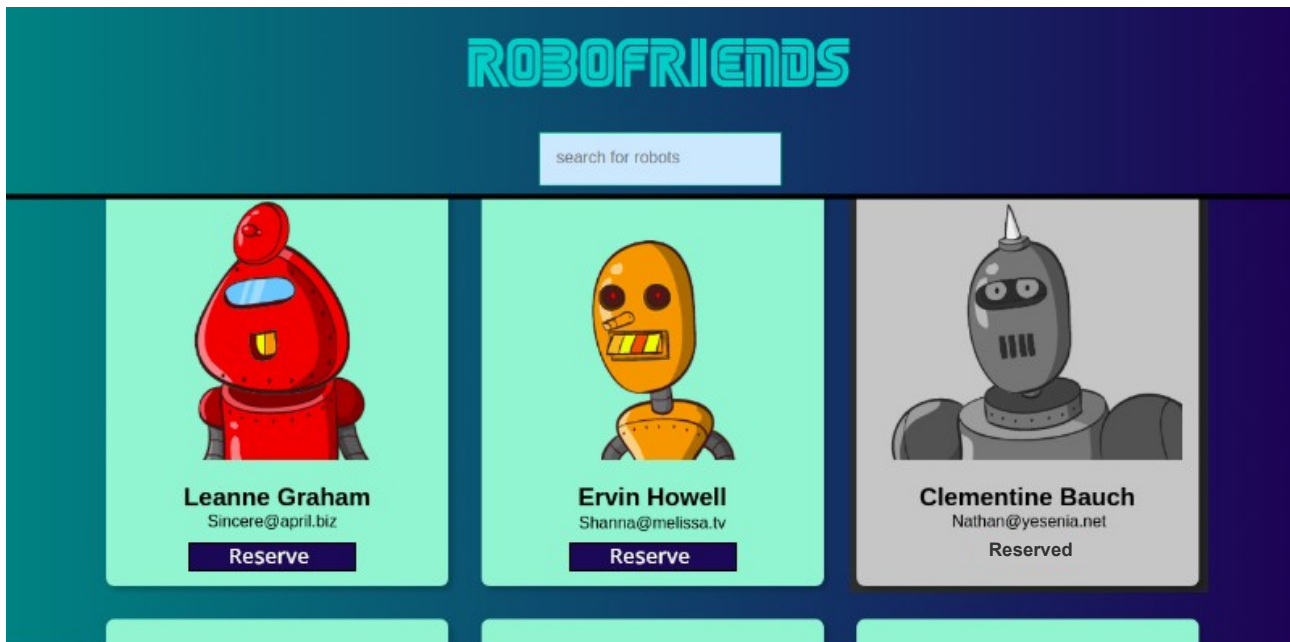 ROBOFRIENDS
search for robots
Leanne Graham
Sincere@april.biz
Reserve
Ervin Howell
Shanna@melissa.tv
Reserve
Clementine Bauch
Nathan@yesenia.net
Reserved